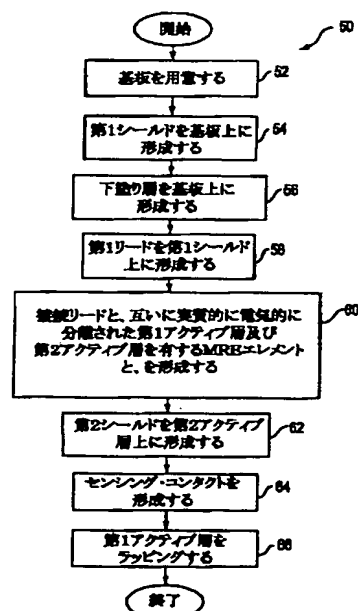 開始
50
基板を用意する
52
第1シールドを基板上に
形成する
54
下塗り層を基板上に
形成する
56
第1リードを第1シールド
上に形成する
58
接続リードと、互いに実質的に電気的に
分離された第1アクティブ層及び
第2アクティブ層を有するMREエレメント
と、を形成する
60
第2シールドを第2アクティブ
層上に形成する
62
センシング・コンタクトを
形成する
64
第1アクティブ層を
ラッピングする
66
終了